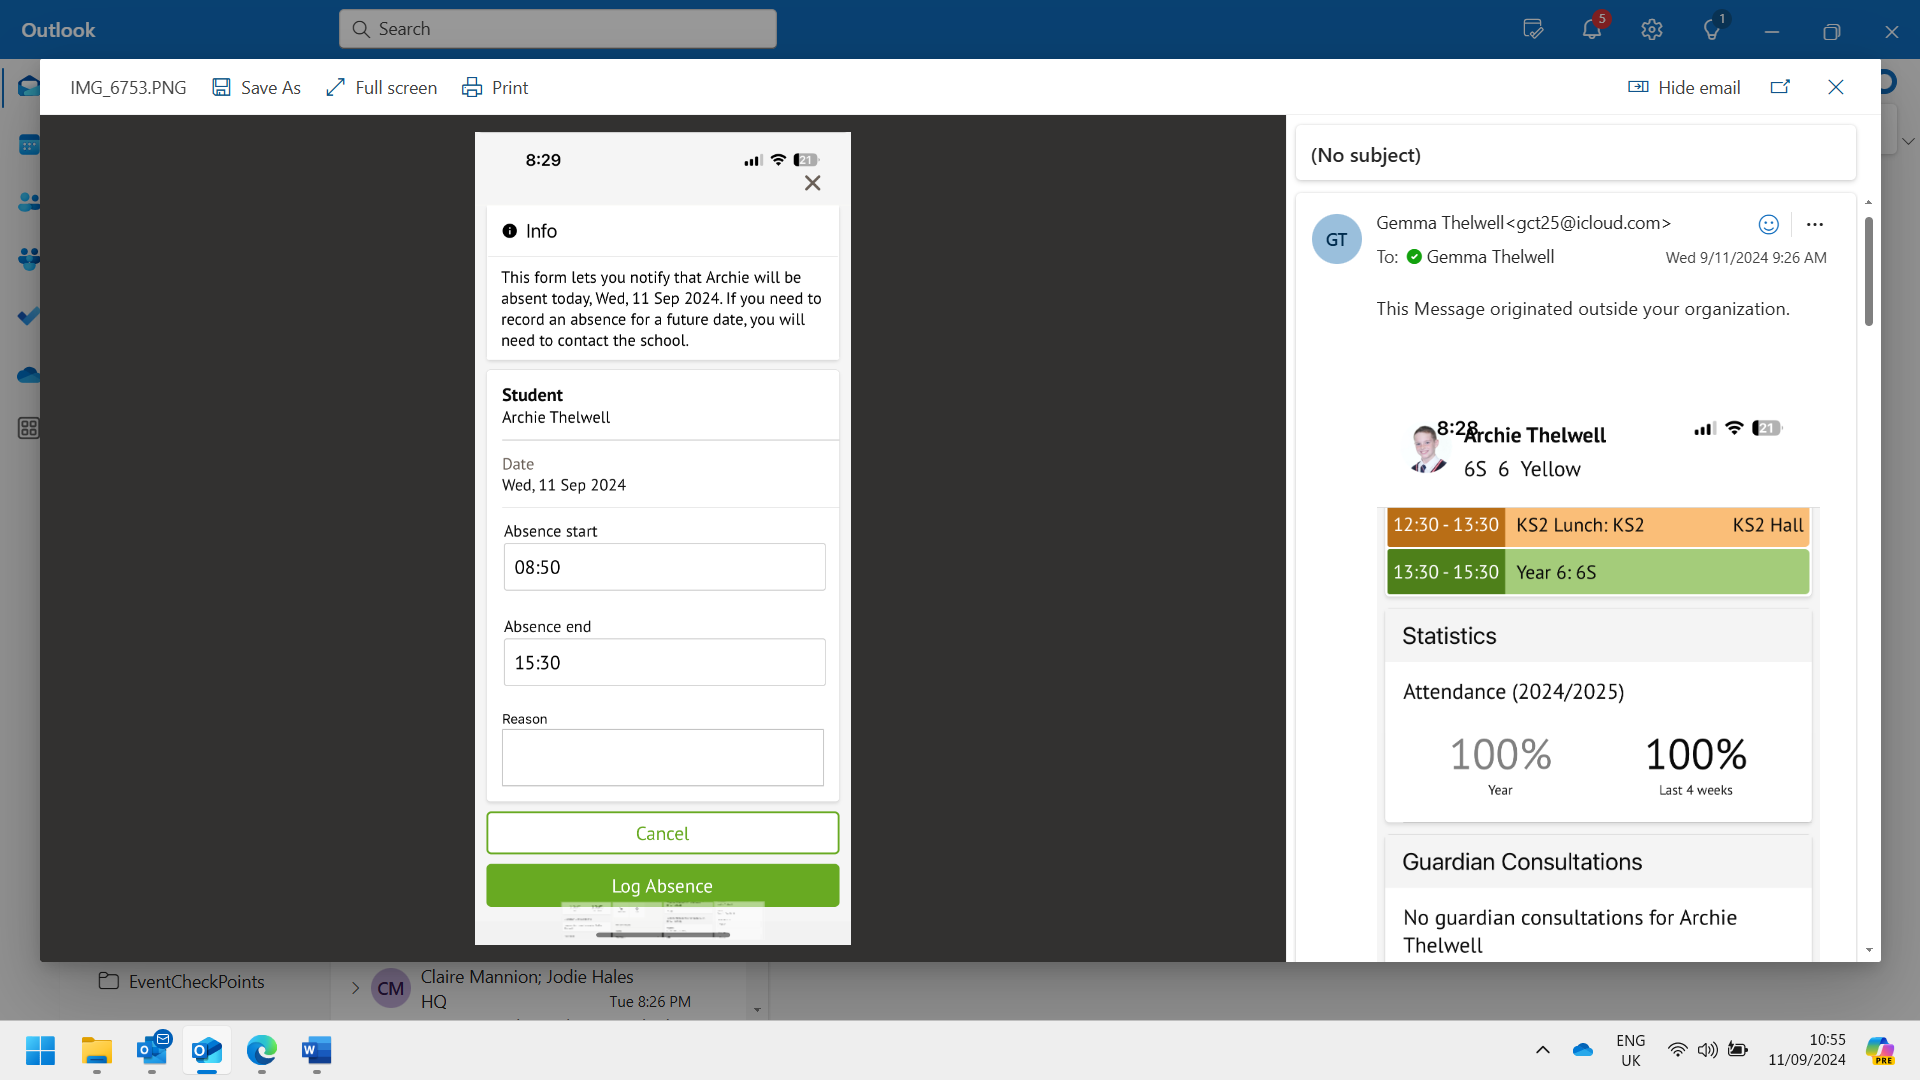 Outlook
Search
5
1
IMG_6753.PNG
Save As
Full screen
Print
Hide email
8:29
21
Info
This form lets you notify that Archie will be
absent today, Wed, 11 Sep 2024. If you need to
record an absence for a future date, you will
need to contact the school.
Student
Archie Thelwell
Date
Wed, 11 Sep 2024
Absence start
08:50
Absence end
15:30
Reason
Cancel
Log Absence
(No subject)
GT
Gemma Thelwell<gct25@icloud.com>
To: Gemma Thelwell
Wed 9/11/2024 9:26 AM
This Message originated outside your organization.
8:28
21
Archie Thelwell
6S 6 Yellow
12:30 - 13:30 KS2 Lunch: KS2 KS2 Hall
13:30 - 15:30 Year 6: 6S
Statistics
Attendance (2024/2025)
100% 100%
Year Last 4 weeks
Guardian Consultations
No guardian consultations for Archie
Thelwell
EventCheckPoints
CM
Claire Mannion; Jodie Hales
HQ
Tue 8:26 PM
ENG
UK
10:55
11/09/2024
PRE